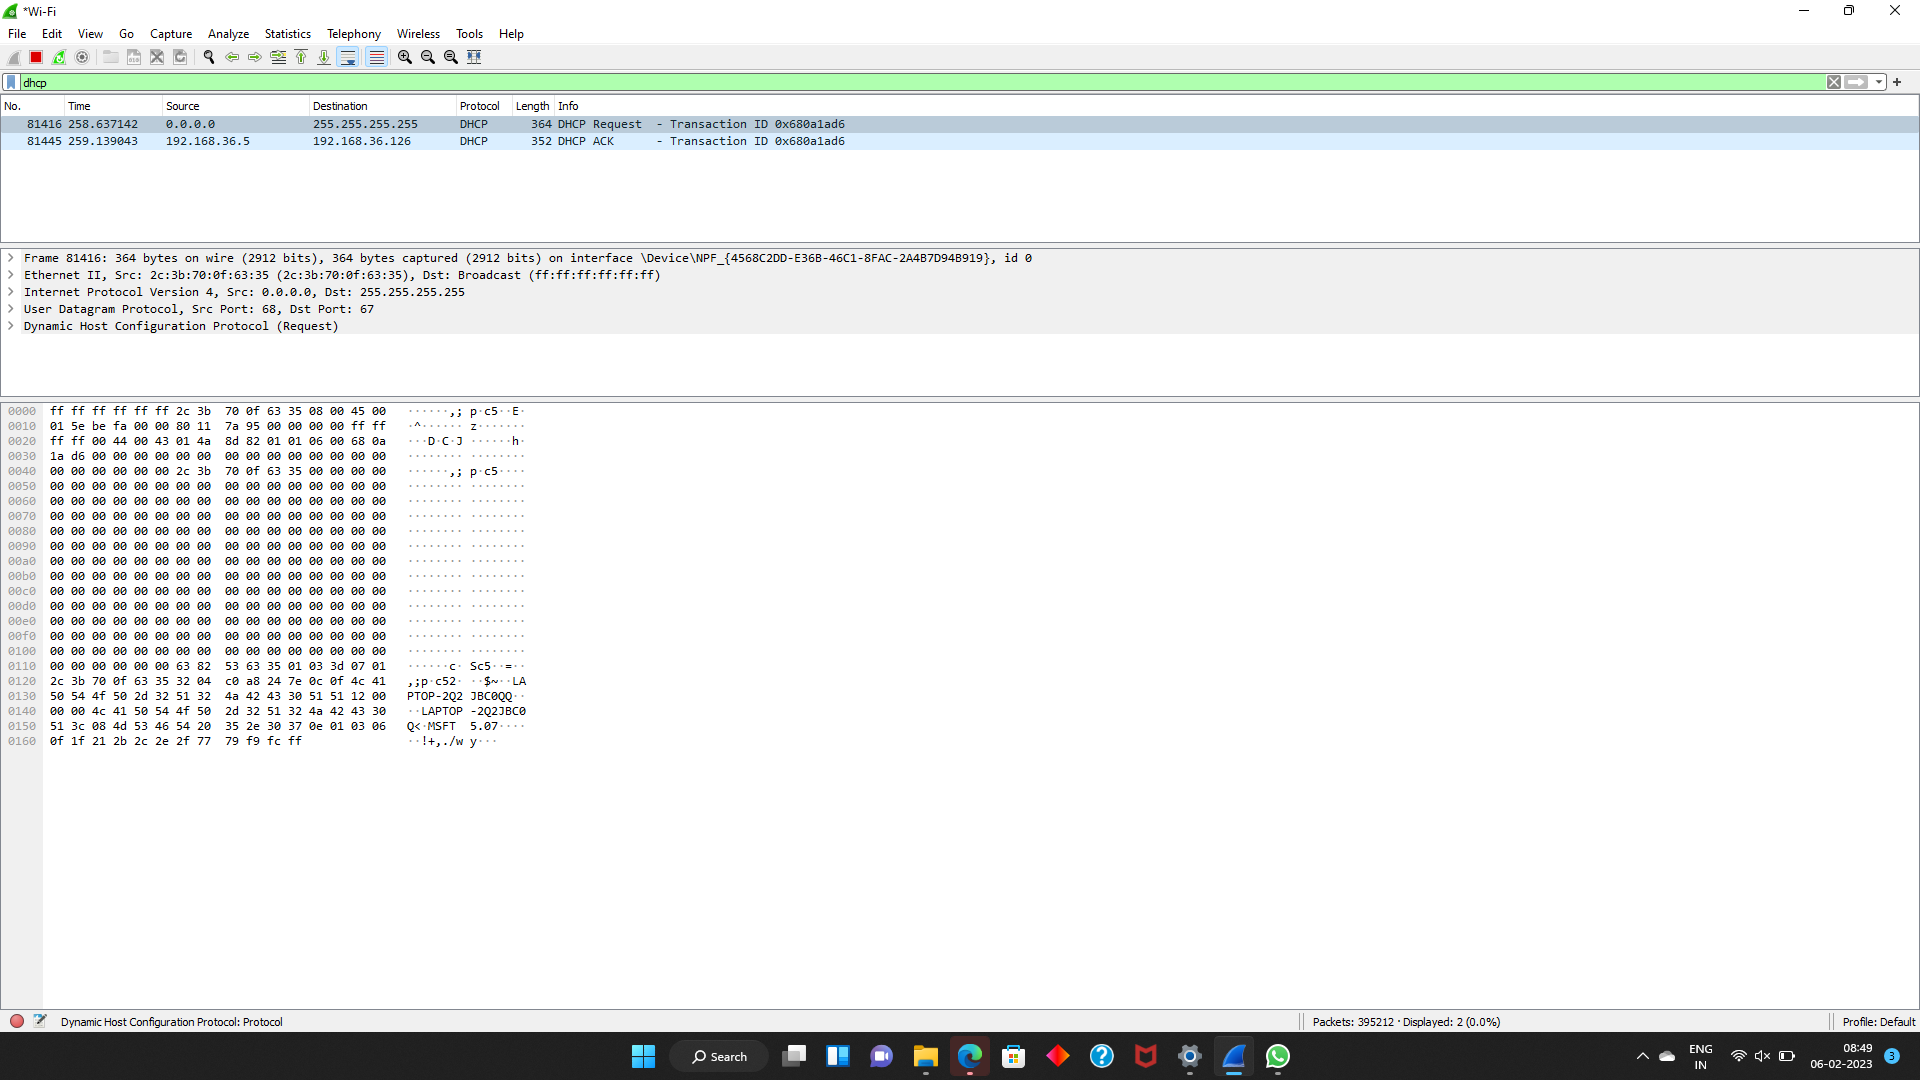 *Wi-Fi
File Edit View Go Capture Analyze Statistics Telephony Wireless Tools Help
dhcp
No. Time Source Destination Protocol Length Info
81416 258.637142 0.0.0.0 255.255.255.255 DHCP 364 DHCP Request - Transaction ID 0x680a1ad6
81445 259.139043 192.168.36.5 192.168.36.126 DHCP 352 DHCP ACK - Transaction ID 0x680a1ad6
Frame 81416: 364 bytes on wire (2912 bits), 364 bytes captured (2912 bits) on interface \Device\NPF_{4568C2DD-E36B-46C1-8FAC-2A4B7D94B919}, id 0
Ethernet II, Src: 2c:3b:70:0f:63:35 (2c:3b:70:0f:63:35), Dst: Broadcast (ff:ff:ff:ff:ff:ff)
Internet Protocol Version 4, Src: 0.0.0.0, Dst: 255.255.255.255
User Datagram Protocol, Src Port: 68, Dst Port: 67
Dynamic Host Configuration Protocol (Request)
0000 ff ff ff ff ff ff 2c 3b 70 0f 63 35 08 00 45 00 ······,; p·c5··E·
0010 01 5e be fa 00 00 80 11 7a 95 00 00 00 00 ff ff ·^······ z·······
0020 ff ff 00 44 00 43 01 4a 8d 82 01 01 06 00 68 0a ···D·C·J ······h·
0030 1a d6 00 00 00 00 00 00 00 00 00 00 00 00 00 00 ········ ········
0040 00 00 00 00 00 00 2c 3b 70 0f 63 35 00 00 00 00 ······,; p·c5····
0050 00 00 00 00 00 00 00 00 00 00 00 00 00 00 00 00 ········ ········
0060 00 00 00 00 00 00 00 00 00 00 00 00 00 00 00 00 ········ ········
0070 00 00 00 00 00 00 00 00 00 00 00 00 00 00 00 00 ········ ········
0080 00 00 00 00 00 00 00 00 00 00 00 00 00 00 00 00 ········ ········
0090 00 00 00 00 00 00 00 00 00 00 00 00 00 00 00 00 ········ ········
00a0 00 00 00 00 00 00 00 00 00 00 00 00 00 00 00 00 ········ ········
00b0 00 00 00 00 00 00 00 00 00 00 00 00 00 00 00 00 ········ ········
00c0 00 00 00 00 00 00 00 00 00 00 00 00 00 00 00 00 ········ ········
00d0 00 00 00 00 00 00 00 00 00 00 00 00 00 00 00 00 ········ ········
00e0 00 00 00 00 00 00 00 00 00 00 00 00 00 00 00 00 ········ ········
00f0 00 00 00 00 00 00 00 00 00 00 00 00 00 00 00 00 ········ ········
0100 00 00 00 00 00 00 00 00 00 00 00 00 00 00 00 00 ········ ········
0110 00 00 00 00 00 00 63 82 53 63 35 01 03 3d 07 01 ······c· Sc5··=··
0120 2c 3b 70 0f 63 35 32 04 c0 a8 24 7e 0c 0f 4c 41 ,;p·c52· ··$~··LA
0130 50 54 4f 50 2d 32 51 32 4a 42 43 30 51 51 12 00 PTOP-2Q2 JBC0QQ··
0140 00 00 4c 41 50 54 4f 50 2d 32 51 32 4a 42 43 30 ··LAPTOP -2Q2JBC0
0150 51 3c 08 4d 53 46 54 20 35 2e 30 37 0e 01 03 06 Q<·MSFT 5.07····
0160 0f 1f 21 2b 2c 2e 2f 77 79 f9 fc ff ··!+,./w y···
Dynamic Host Configuration Protocol: Protocol
Packets: 395212 · Displayed: 2 (0.0%)
Profile: Default
Search
ENG
IN
08:49
06-02-2023
3